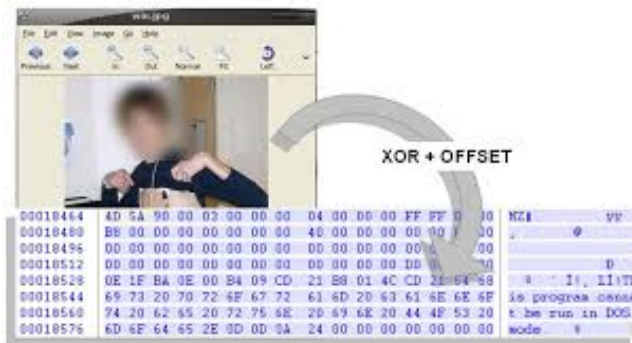 win.jpg
File Edit View Image Go Help
Previous Next In Out Normal Fit Left
XOR + OFFSET
00018464 4D 5A 90 00 03 00 00 00 04 00 00 00 FF FF 00 MZ ÿÿ
00018480 B8 00 00 00 00 00 00 00 40 00 00 00 00 00 00 00 @
00018496 00 00 00 00 00 00 00 00 00 00 00 00 00 00 00
00018512 00 00 00 00 00 00 00 00 00 00 00 00 D0 00 00 Ð
00018528 0E 1F BA 0E 00 B4 09 CD 21 B8 01 4C CD 21 54 68
00018544 69 73 20 70 72 6F 67 72 61 6D 20 63 61 6E 6E 6F is program canno
00018560 74 20 62 65 20 72 75 6E 20 69 6E 20 44 4F 53 20 t be run in DOS
00018576 6D 6F 64 65 2E 0D 0D 0A 24 00 00 00 00 00 00 00 mode.